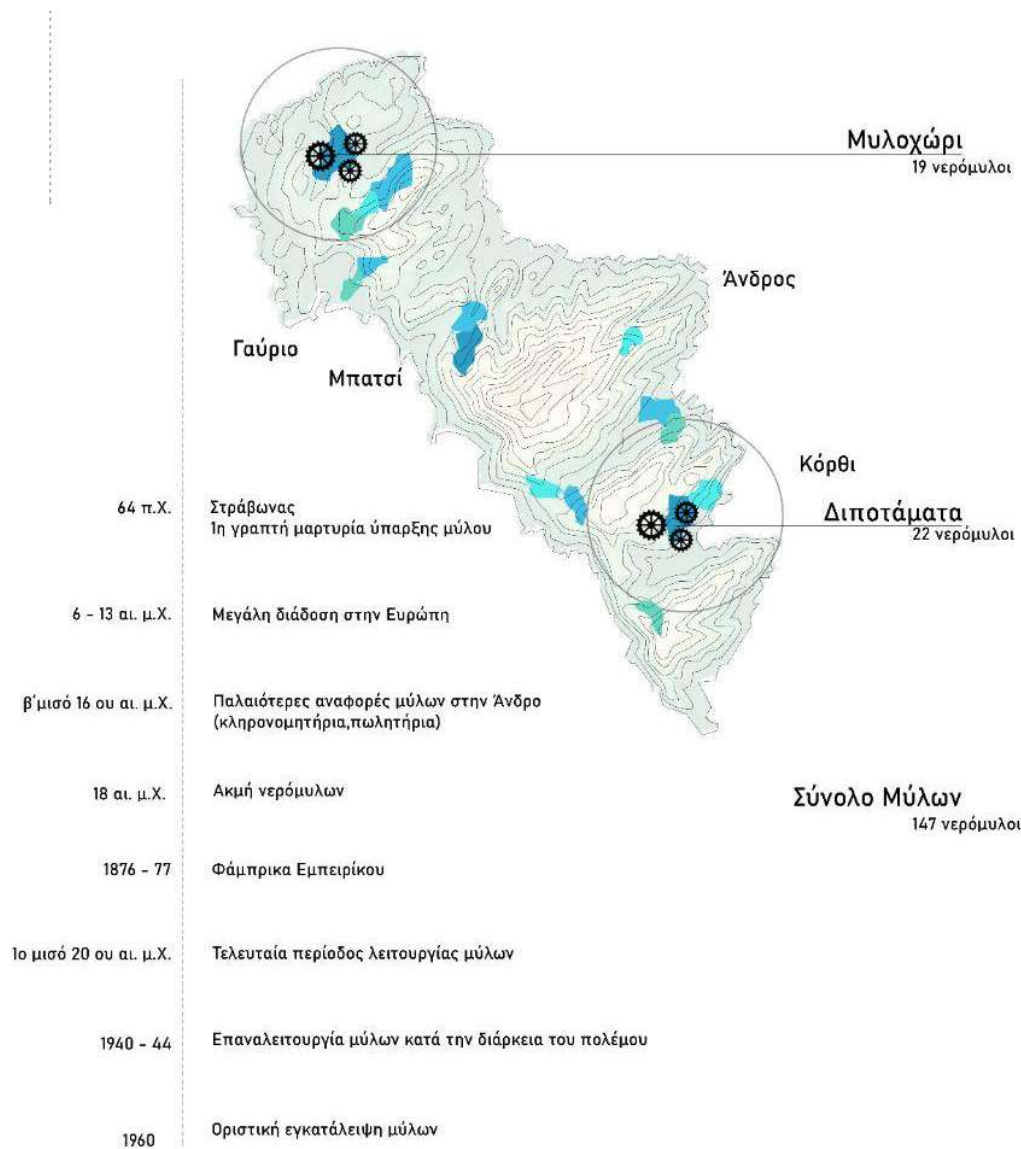 Μυλοχώρι
19 νερόμυλοι
Άνδρος
Γαύριο
Μπατσί
Κόρθι
Διποτάματα
22 νερόμυλοι
64 π.Χ. Στράβωνας
1η γραπτή μαρτυρία ύπαρξης μύλου
6 - 13 αι. μ.Χ. Μεγάλη διάδοση στην Ευρώπη
β΄μισό 16 ου αι. μ.Χ. Παλαιότερες αναφορές μύλων στην Άνδρο
(κληρονομητήρια,πωλητήρια)
18 αι. μ.Χ. Ακμή νερόμυλων
Σύνολο Μύλων
147 νερόμυλοι
1876 - 77 Φάμπρικα Εμπειρίκου
1ο μισό 20 ου αι. μ.Χ. Τελευταία περίοδος λειτουργίας μύλων
1940 - 44 Επαναλειτουργία μύλων κατά την διάρκεια του πολέμου
1960 Οριστική εγκατάλειψη μύλων